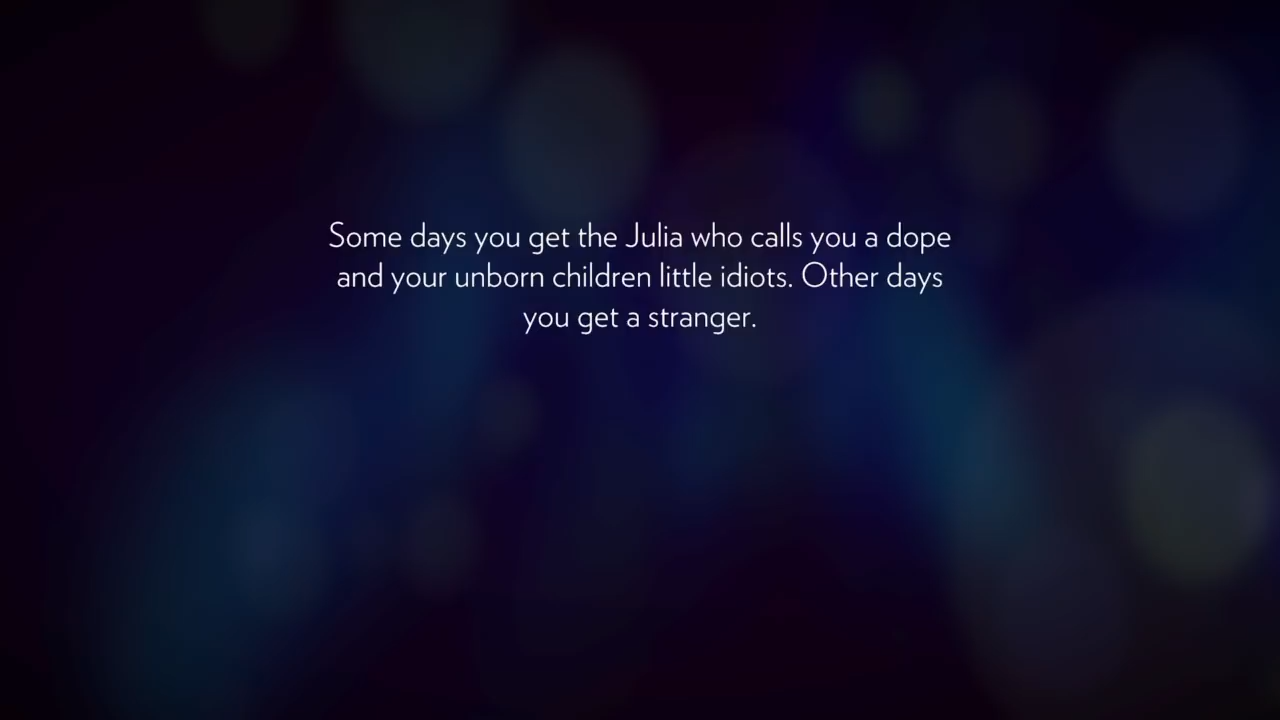 Some days you get the Julia who calls you a dope
and your unborn children little idiots. Other days
you get a stranger.